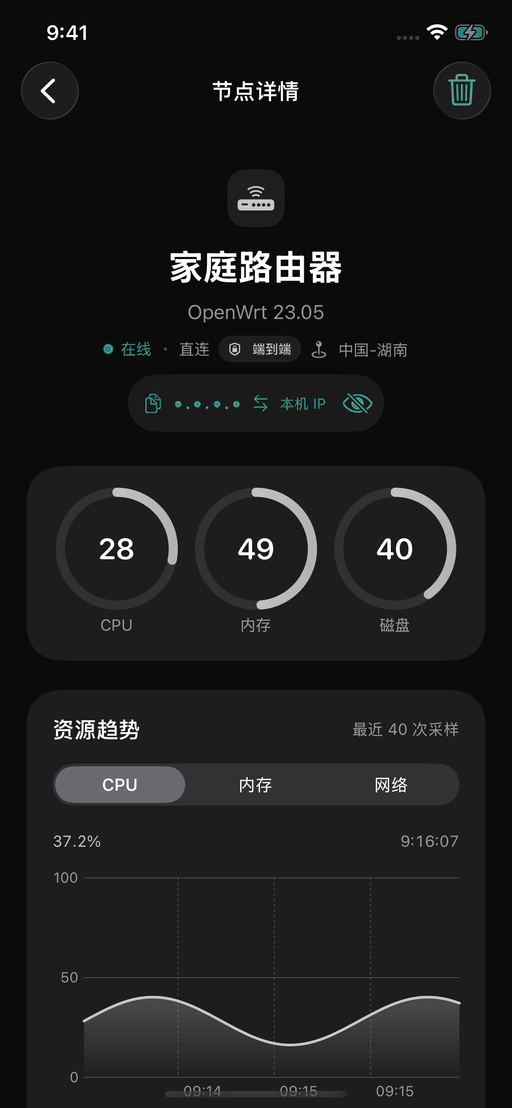 9:41
节点详情
家庭路由器
OpenWrt 23.05
在线 · 直连 端到端 中国-湖南
•.•.•.• 本机 IP
28 49 40
CPU 内存 磁盘
资源趋势 最近 40 次采样
CPU 内存 网络
37.2% 9:16:07
100
50
0
09:14 09:15 09:15